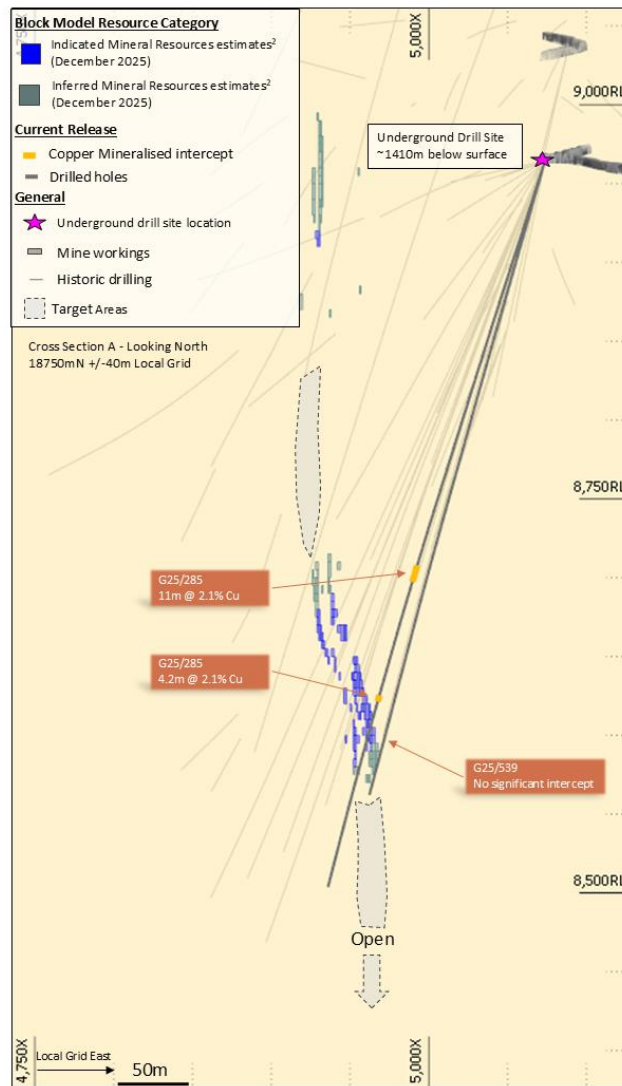 Block Model Resource Category
Indicated Mineral Resources estimates²
(December 2025)
Inferred Mineral Resources estimates²
(December 2025)
Current Release
Copper Mineralised intercept
Drilled holes
General
Underground drill site location
Mine workings
Historic drilling
Target Areas
Cross Section A - Looking North
18750mN +/-40m Local Grid
5,000X
9,000RL
Underground Drill Site
~1410m below surface
8,750RL
G25/285
11m @ 2.1% Cu
G25/285
4.2m @ 2.1% Cu
G25/539
No significant intercept
8,500RL
Open
4,750X
Local Grid East
50m
5,000X